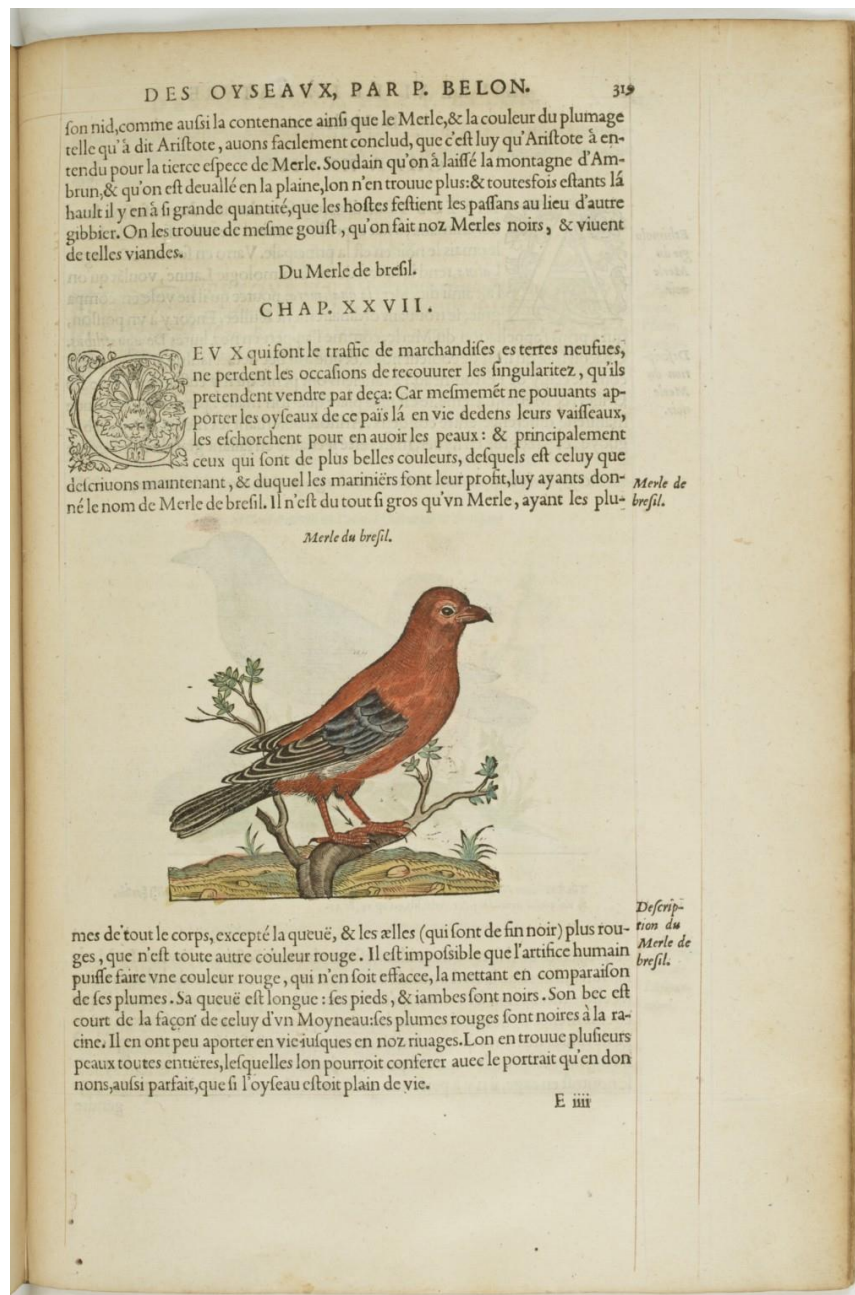 DES OYSEAVX, PAR P. BELON. 319
ſon nid,comme auſsi la contenance ainſi que le Merle,& la couleur du plumage
telle qu'à dit Ariſtote, auons facilement conclud, que c'eſt luy qu'Ariſtote à en-
tendu pour la tierce eſpece de Merle. Soudain qu'on à laiſſé la montagne d'Am-
brun,& qu'on eſt deuallé en la plaine,lon n'en trouue plus:& toutesfois eſtants lá
hault il y en à ſi grande quantité,que les hoſtes feſtient les paſſans au lieu d'autre
gibbier. On les trouue de meſme gouſt, qu'on fait noz Merles noirs, & viuent
de telles viandes.
Du Merle de breſil.
CHAP. XXVII.
CEVX qui font le traffic de marchandiſes es terres neufues,
ne perdent les occaſions de recouurer les ſingularitez, qu'ils
pretendent vendre par deça: Car meſmemẽt ne pouuants ap-
porter les oyſeaux de ce païs lá en vie dedens leurs vaiſſeaux,
les eſchorchent pour en auoir les peaux: & principalement
ceux qui ſont de plus belles couleurs, deſquels eſt celuy que
deſcriuons maintenant, & duquel les mariniërs font leur profit,luy ayants don-
né le nom de Merle de breſil. Il n'eſt du tout ſi gros qu'vn Merle, ayant les plu-
Merle de
breſil.
Merle du breſil.
mes de tout le corps, excepté la queuë, & les ælles (qui ſont de fin noir) plus rou-
ges, que n'eſt toute autre couleur rouge. Il eſt impoſsible que l'artifice humain
puiſſe faire vne couleur rouge, qui n'en ſoit effacee, la mettant en comparaiſon
de ſes plumes. Sa queuë eſt longue: ſes pieds, & iambes ſont noirs. Son bec eſt
court de la façon de celuy d'vn Moyneau:ſes plumes rouges ſont noires à la ra-
cine. Il en ont peu aporter en vie iuſques en noz riuages. Lon en trouue pluſieurs
peaux toutes entiëres,leſquelles lon pourroit conferer auec le portrait qu'en don
nons,auſsi parfait,que ſi l'oyſeau eſtoit plain de vie.
Deſcrip-
tion du
Merle de
breſil.
E iiii